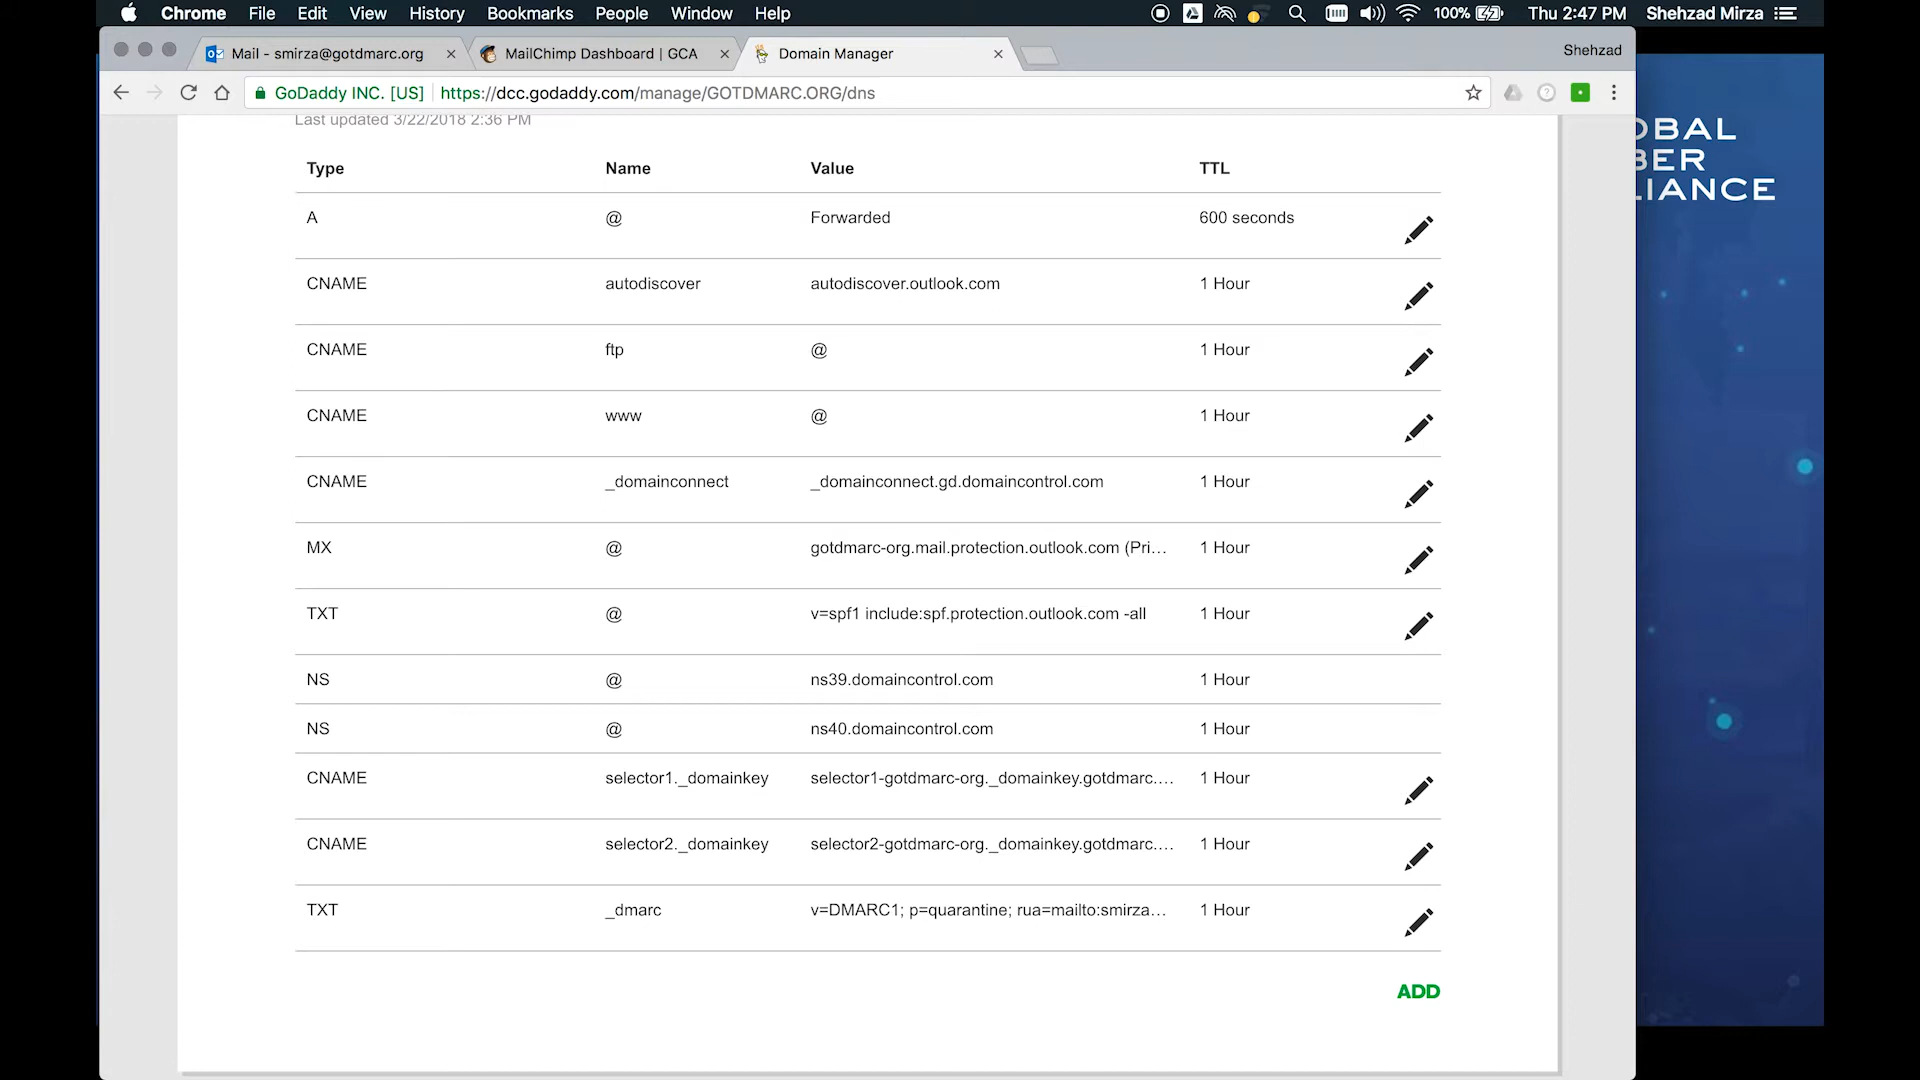 Chrome File Edit View History Bookmarks People Window Help 100% Thu 2:47 PM Shehzad Mirza
Mail - smirza@gotdmarc.org MailChimp Dashboard | GCA Domain Manager Shehzad
GoDaddy INC. [US] https://dcc.godaddy.com/manage/GOTDMARC.ORG/dns
Last updated 3/22/2018 2:36 PM
Type Name Value TTL
A @ Forwarded 600 seconds
CNAME autodiscover autodiscover.outlook.com 1 Hour
CNAME ftp @ 1 Hour
CNAME www @ 1 Hour
CNAME _domainconnect _domainconnect.gd.domaincontrol.com 1 Hour
MX @ gotdmarc-org.mail.protection.outlook.com (Pri... 1 Hour
TXT @ v=spf1 include:spf.protection.outlook.com -all 1 Hour
NS @ ns39.domaincontrol.com 1 Hour
NS @ ns40.domaincontrol.com 1 Hour
CNAME selector1._domainkey selector1-gotdmarc-org._domainkey.gotdmarc.... 1 Hour
CNAME selector2._domainkey selector2-gotdmarc-org._domainkey.gotdmarc.... 1 Hour
TXT _dmarc v=DMARC1; p=quarantine; rua=mailto:smirza... 1 Hour
ADD
OBAL
BER
LIANCE